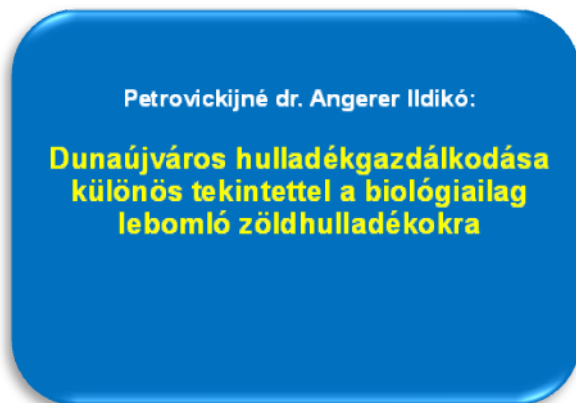 Petrovickijné dr. Angerer Ildikó:
Dunaújváros hulladékgazdálkodása
különös tekintettel a biológiailag
lebomló zöldhulladékokra